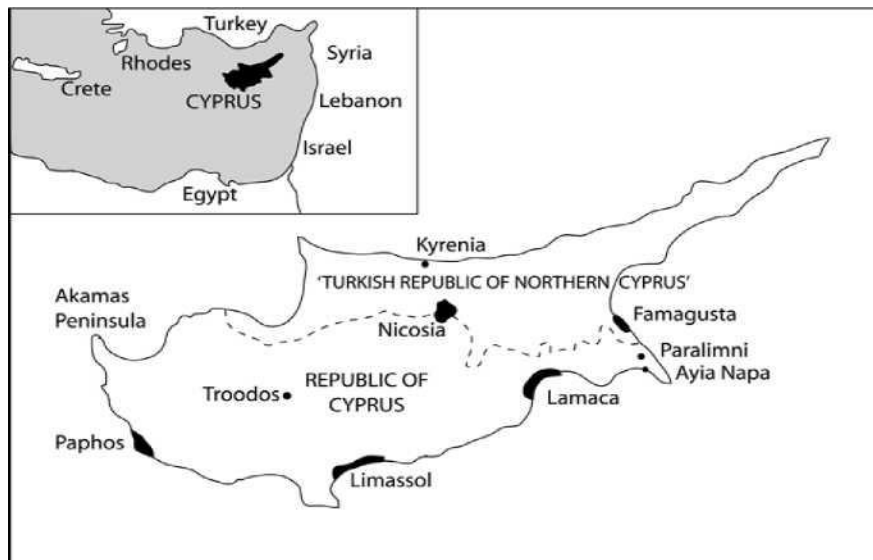 Turkey
Syria
Rhodes
Crete
CYPRUS
Lebanon
Israel
Egypt
Kyrenia
'TURKISH REPUBLIC OF NORTHERN CYPRUS'
Akamas
Peninsula
Nicosia
Famagusta
Paralimni
Ayia Napa
Troodos
REPUBLIC OF
CYPRUS
Lamaca
Paphos
Limassol